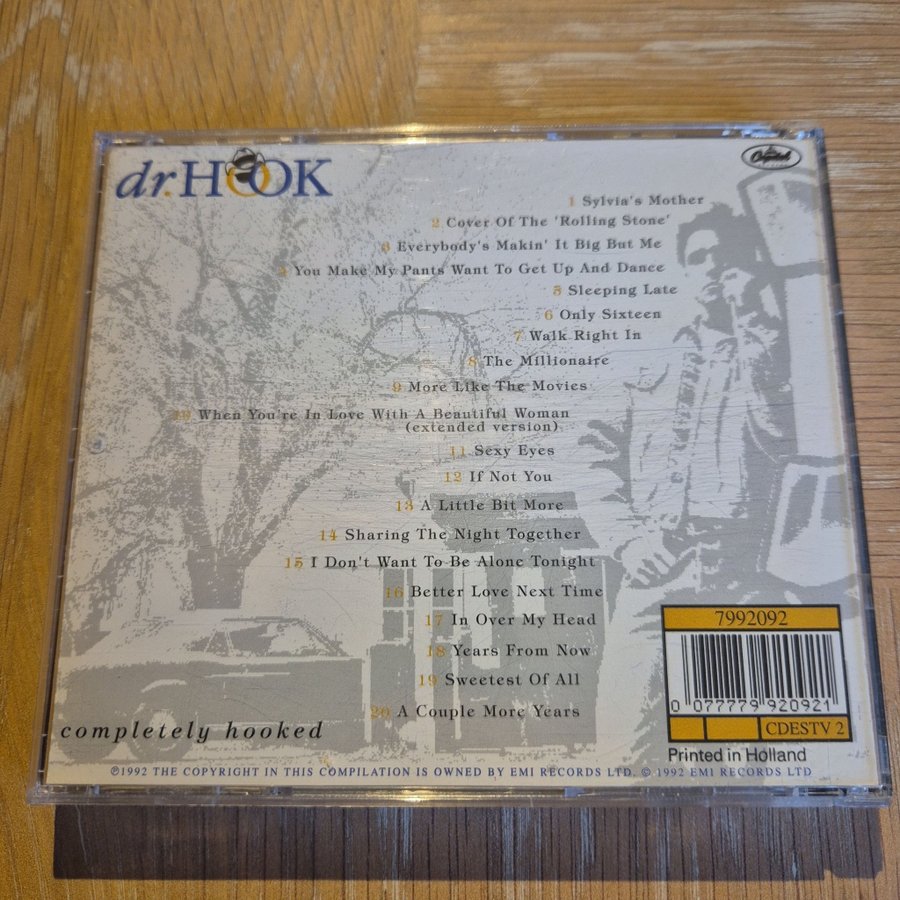 dr. HOOK
Capitol
1 Sylvia's Mother
2 Cover Of The 'Rolling Stone'
3 Everybody's Makin' It Big But Me
4 You Make My Pants Want To Get Up And Dance
5 Sleeping Late
6 Only Sixteen
7 Walk Right In
8 The Millionaire
9 More Like The Movies
10 When You're In Love With A Beautiful Woman
(extended version)
11 Sexy Eyes
12 If Not You
13 A Little Bit More
14 Sharing The Night Together
15 I Don't Want To Be Alone Tonight
16 Better Love Next Time
17 In Over My Head
18 Years From Now
19 Sweetest Of All
20 A Couple More Years
completely hooked
7992092
0 077779 920921
CDESTV 2
Printed in Holland
℗1992 THE COPYRIGHT IN THIS COMPILATION IS OWNED BY EMI RECORDS LTD. © 1992 EMI RECORDS LTD